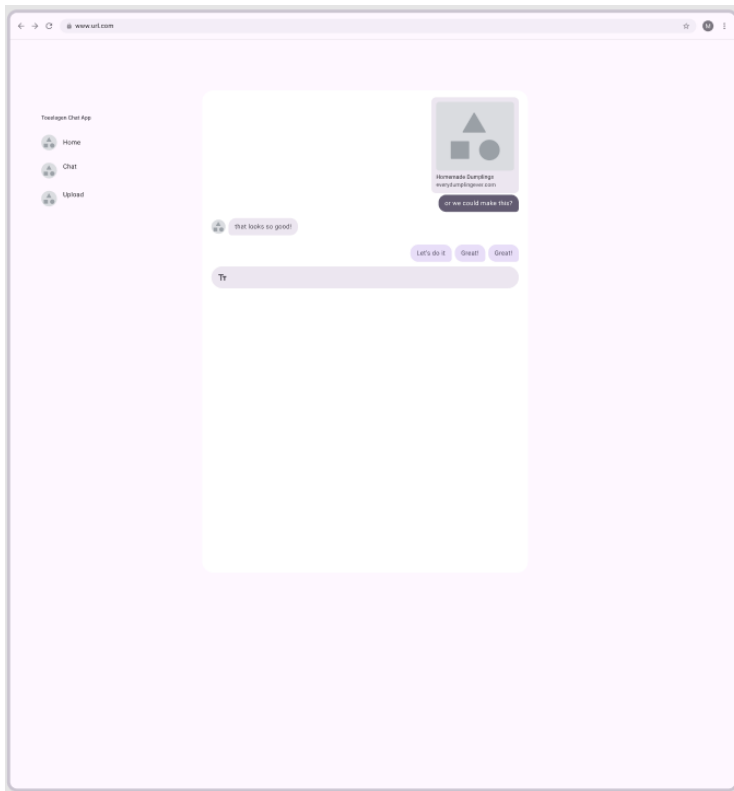 www.url.com
M
Toealagen Chat App
Home
Chat
Upload
Homemade Dumplings
everydumplingever.com
or we could make this?
that looks so good!
Let's do it
Great!
Great!
Tт